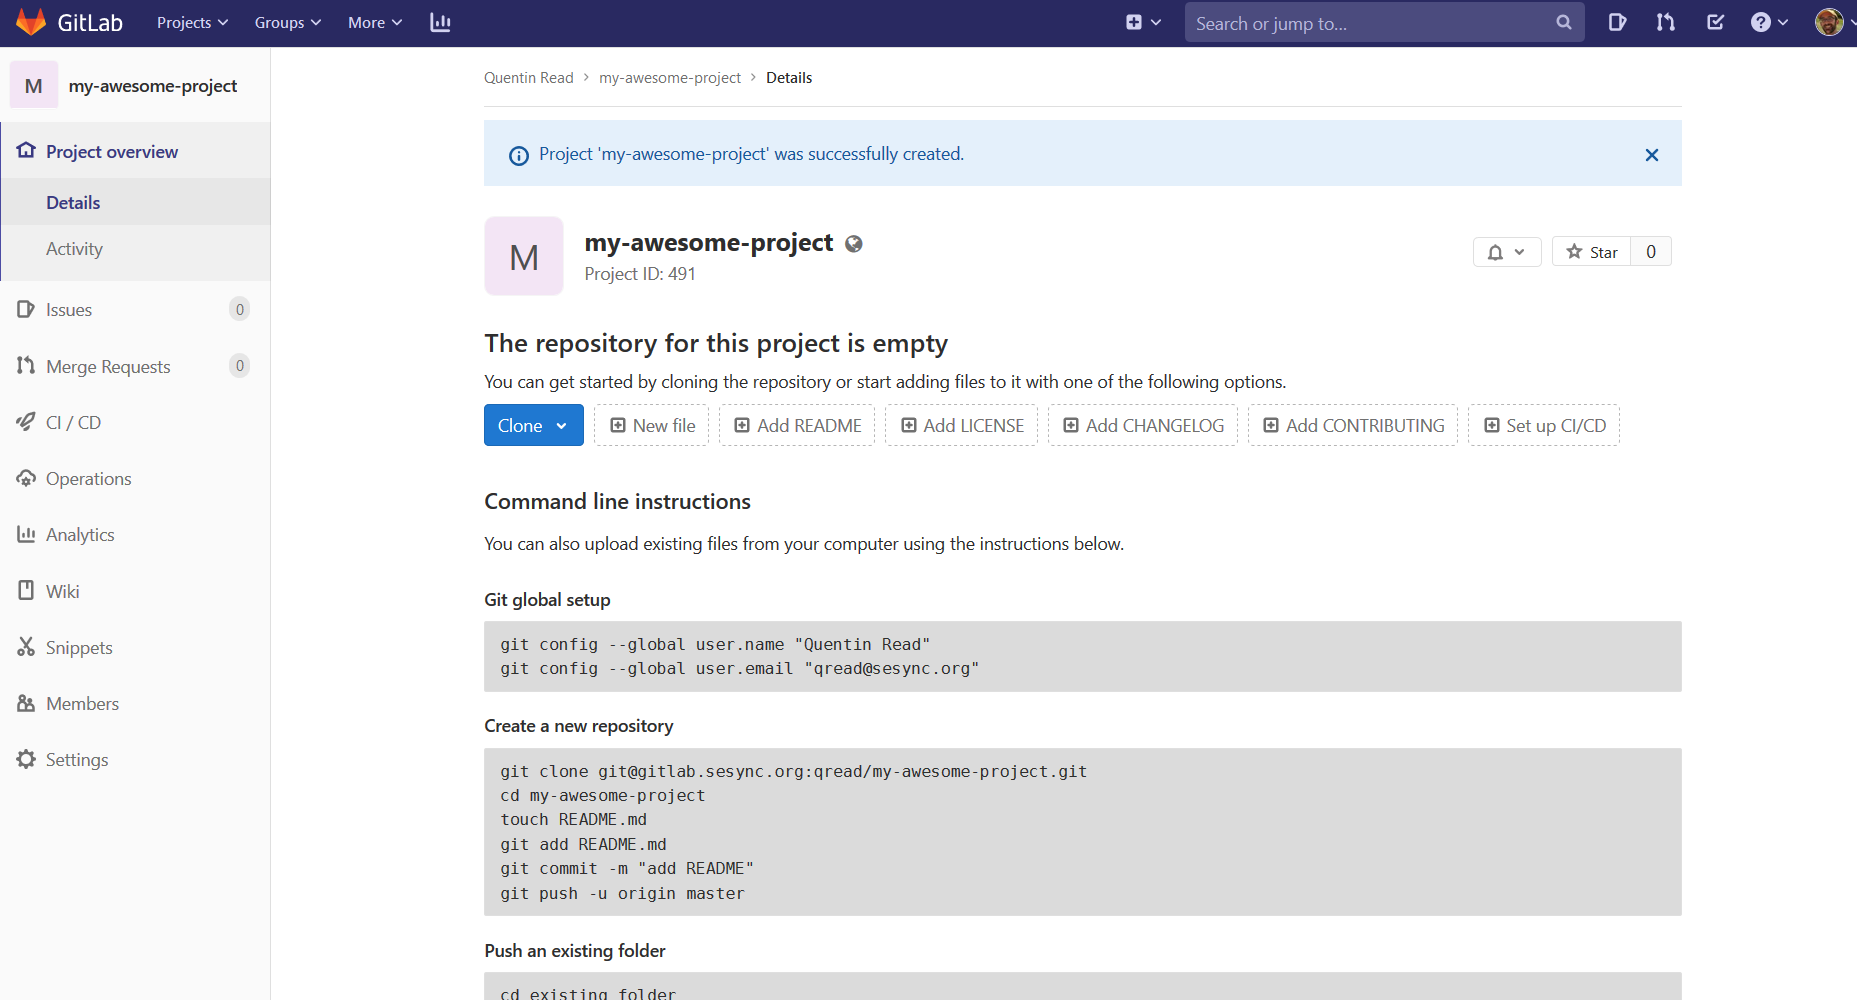 GitLab Projects Groups More Search or jump to...
M my-awesome-project
Project overview
Details
Activity
Issues 0
Merge Requests 0
CI / CD
Operations
Analytics
Wiki
Snippets
Members
Settings
Quentin Read > my-awesome-project > Details
Project 'my-awesome-project' was successfully created.
M
my-awesome-project
Project ID: 491
Star 0
The repository for this project is empty
You can get started by cloning the repository or start adding files to it with one of the following options.
Clone New file Add README Add LICENSE Add CHANGELOG Add CONTRIBUTING Set up CI/CD
Command line instructions
You can also upload existing files from your computer using the instructions below.
Git global setup
git config --global user.name "Quentin Read"
git config --global user.email "qread@sesync.org"
Create a new repository
git clone git@gitlab.sesync.org:qread/my-awesome-project.git
cd my-awesome-project
touch README.md
git add README.md
git commit -m "add README"
git push -u origin master
Push an existing folder
cd existing_folder